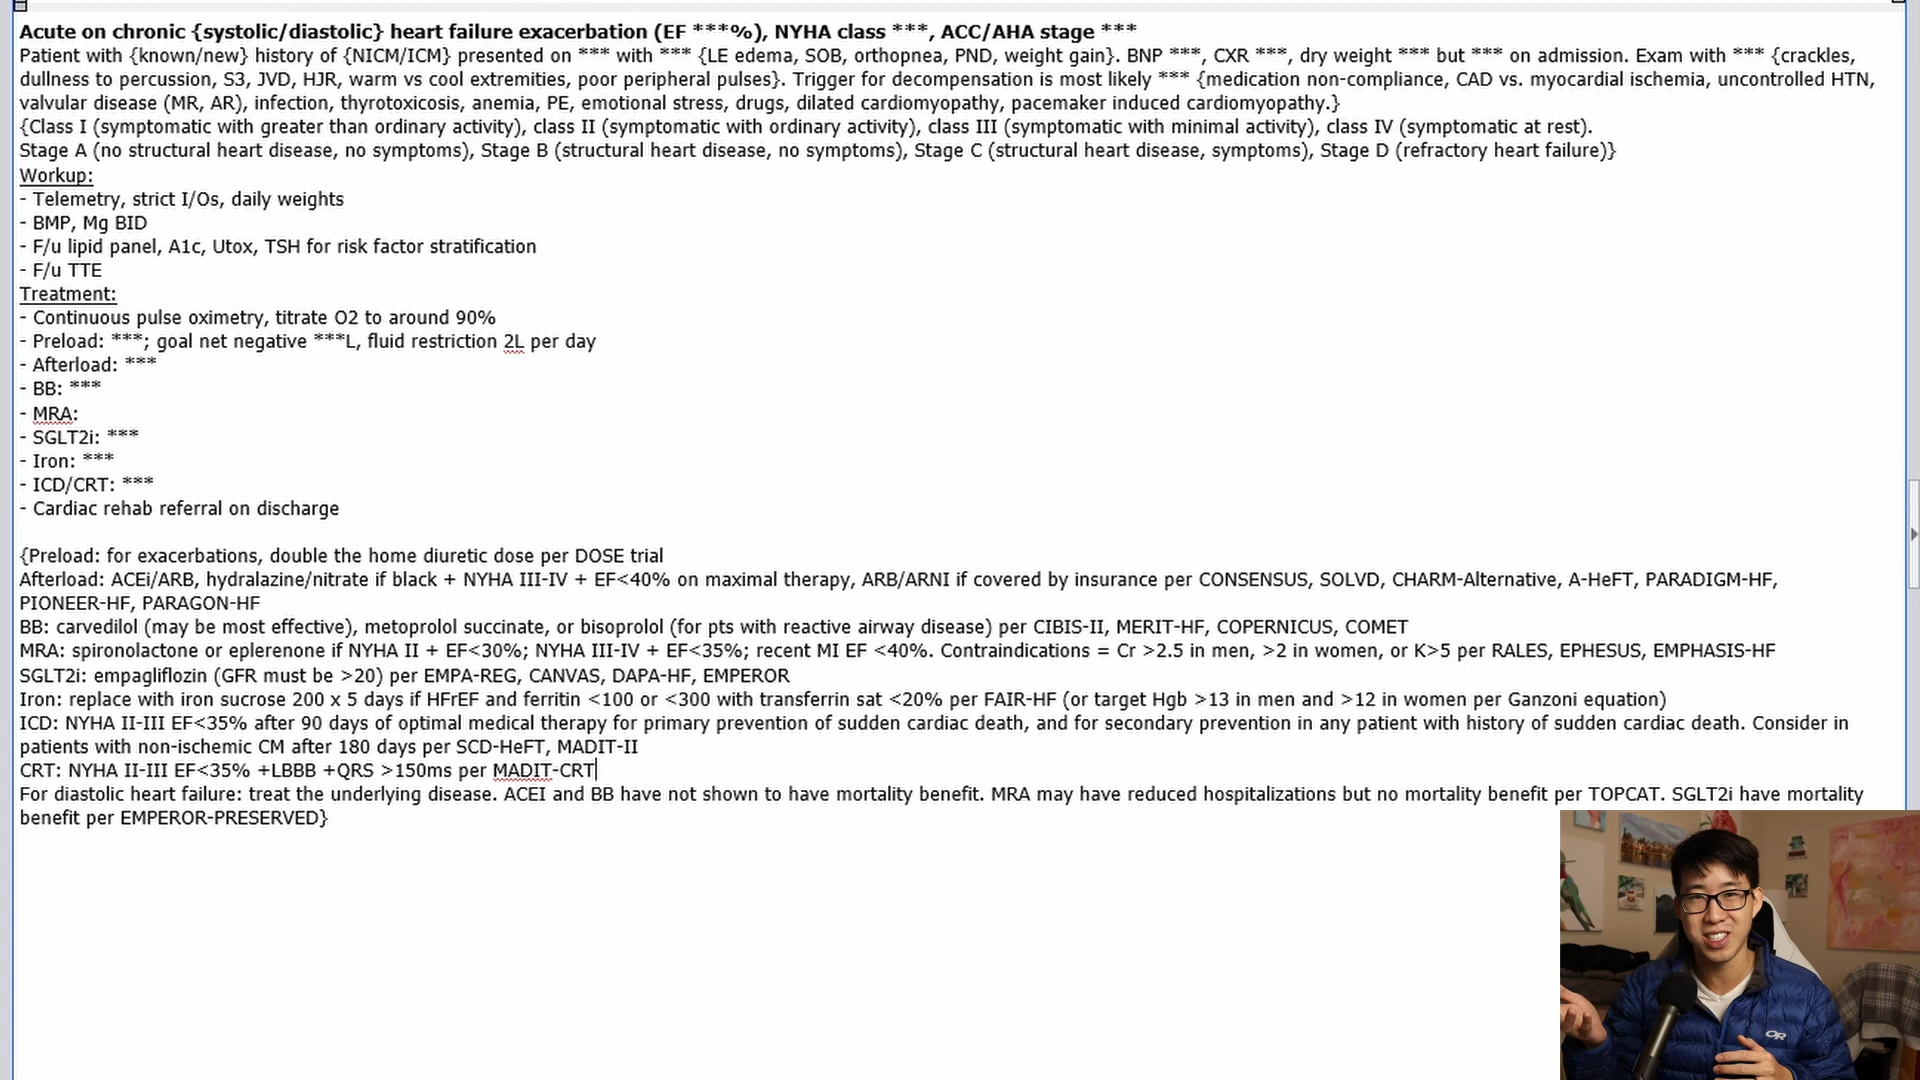 Acute on chronic {systolic/diastolic} heart failure exacerbation (EF ***%), NYHA class ***, ACC/AHA stage ***
Patient with {known/new} history of {NICM/ICM} presented on *** with *** {LE edema, SOB, orthopnea, PND, weight gain}. BNP ***, CXR ***, dry weight *** but *** on admission. Exam with *** {crackles,
dullness to percussion, S3, JVD, HJR, warm vs cool extremities, poor peripheral pulses}. Trigger for decompensation is most likely *** {medication non-compliance, CAD vs. myocardial ischemia, uncontrolled HTN,
valvular disease (MR, AR), infection, thyrotoxicosis, anemia, PE, emotional stress, drugs, dilated cardiomyopathy, pacemaker induced cardiomyopathy.}
{Class I (symptomatic with greater than ordinary activity), class II (symptomatic with ordinary activity), class III (symptomatic with minimal activity), class IV (symptomatic at rest).
Stage A (no structural heart disease, no symptoms), Stage B (structural heart disease, no symptoms), Stage C (structural heart disease, symptoms), Stage D (refractory heart failure)}
Workup:
- Telemetry, strict I/Os, daily weights
- BMP, Mg BID
- F/u lipid panel, A1c, Utox, TSH for risk factor stratification
- F/u TTE
Treatment:
- Continuous pulse oximetry, titrate O2 to around 90%
- Preload: ***; goal net negative ***L, fluid restriction 2L per day
- Afterload: ***
- BB: ***
- MRA:
- SGLT2i: ***
- Iron: ***
- ICD/CRT: ***
- Cardiac rehab referral on discharge
{Preload: for exacerbations, double the home diuretic dose per DOSE trial
Afterload: ACEi/ARB, hydralazine/nitrate if black + NYHA III-IV + EF<40% on maximal therapy, ARB/ARNI if covered by insurance per CONSENSUS, SOLVD, CHARM-Alternative, A-HeFT, PARADIGM-HF,
PIONEER-HF, PARAGON-HF
BB: carvedilol (may be most effective), metoprolol succinate, or bisoprolol (for pts with reactive airway disease) per CIBIS-II, MERIT-HF, COPERNICUS, COMET
MRA: spironolactone or eplerenone if NYHA II + EF<30%; NYHA III-IV + EF<35%; recent MI EF <40%. Contraindications = Cr >2.5 in men, >2 in women, or K>5 per RALES, EPHESUS, EMPHASIS-HF
SGLT2i: empagliflozin (GFR must be >20) per EMPA-REG, CANVAS, DAPA-HF, EMPEROR
Iron: replace with iron sucrose 200 x 5 days if HFrEF and ferritin <100 or <300 with transferrin sat <20% per FAIR-HF (or target Hgb >13 in men and >12 in women per Ganzoni equation)
ICD: NYHA II-III EF<35% after 90 days of optimal medical therapy for primary prevention of sudden cardiac death, and for secondary prevention in any patient with history of sudden cardiac death. Consider in
patients with non-ischemic CM after 180 days per SCD-HeFT, MADIT-II
CRT: NYHA II-III EF<35% +LBBB +QRS >150ms per MADIT-CRT
For diastolic heart failure: treat the underlying disease. ACEI and BB have not shown to have mortality benefit. MRA may have reduced hospitalizations but no mortality benefit per TOPCAT. SGLT2i have mortality
benefit per EMPEROR-PRESERVED}
OR